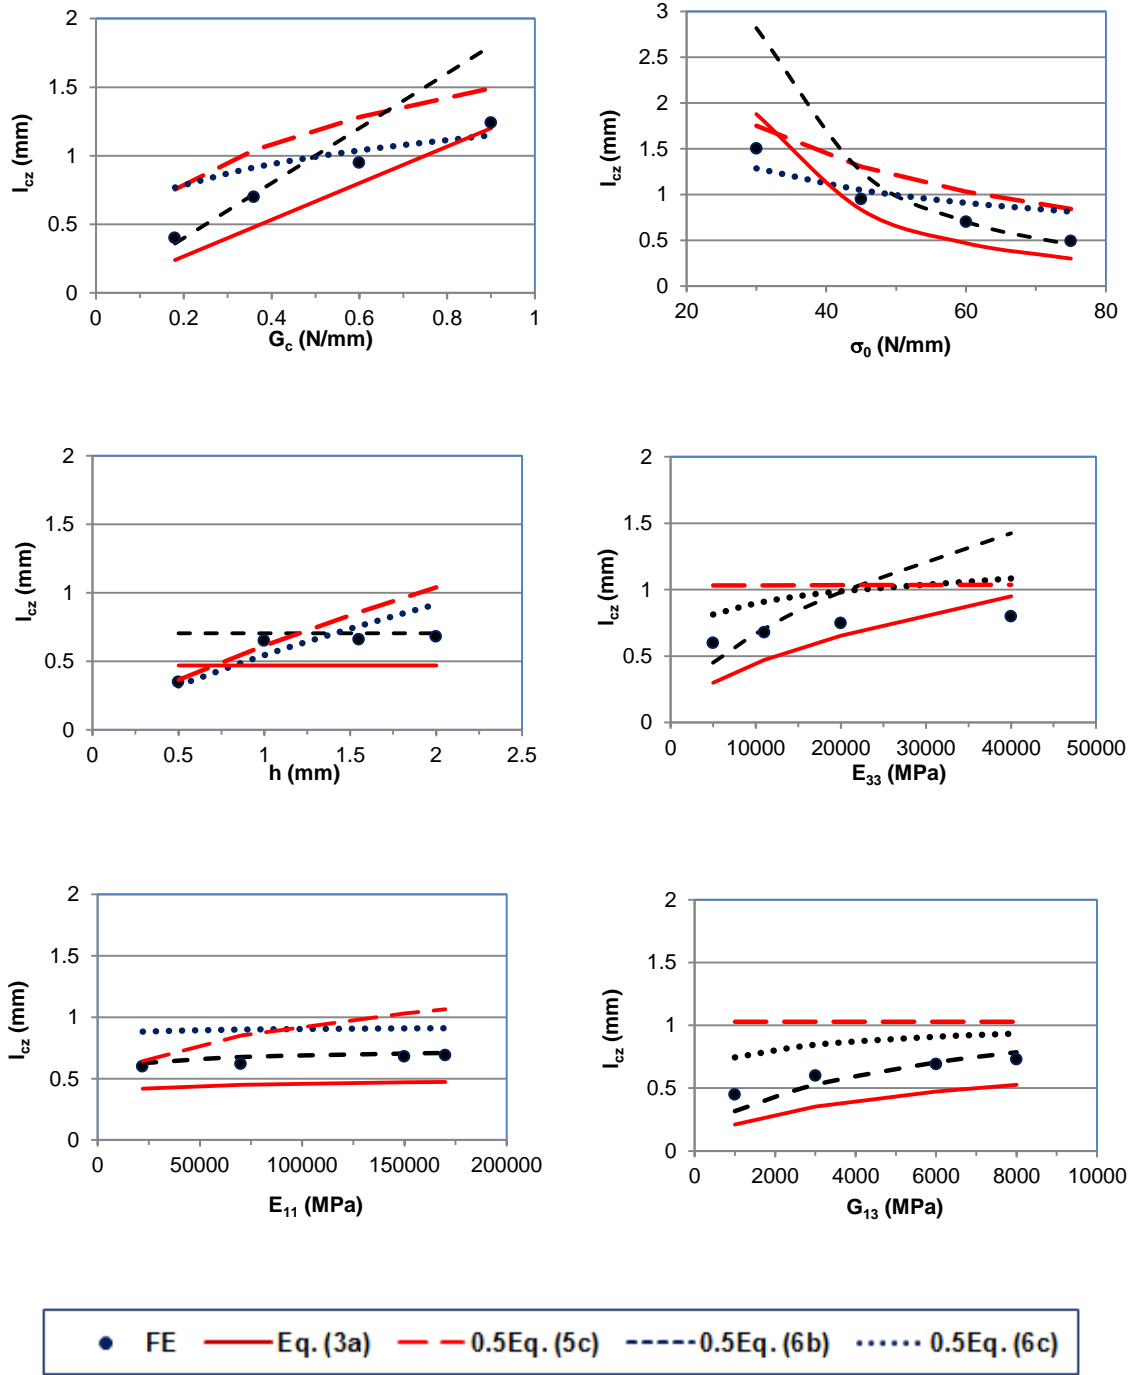 2
1.5
1
0.5
0
l_cz (mm)
0 0.2 0.4 0.6 0.8 1
G_c (N/mm)
3
2.5
2
1.5
1
0.5
0
l_cz (mm)
20 40 60 80
σ_0 (N/mm)
2
1.5
1
0.5
0
l_cz (mm)
0 0.5 1 1.5 2 2.5
h (mm)
2
1.5
1
0.5
0
l_cz (mm)
0 10000 20000 30000 40000 50000
E_33 (MPa)
2
1.5
1
0.5
0
l_cz (mm)
0 50000 100000 150000 200000
E_11 (MPa)
2
1.5
1
0.5
0
l_cz (mm)
0 2000 4000 6000 8000 10000
G_13 (MPa)
FE Eq. (3a) 0.5Eq. (5c) 0.5Eq. (6b) 0.5Eq. (6c)